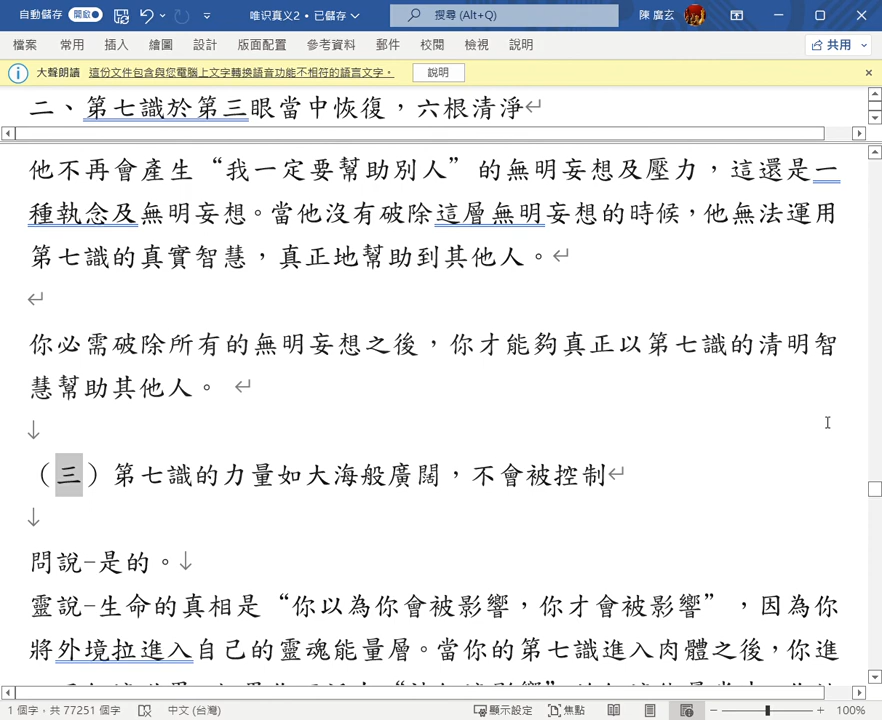 自動儲存 開啟 唯识真义2 • 已儲存 搜尋 (Alt+Q) 陳 廣玄
檔案 常用 插入 繪圖 設計 版面配置 參考資料 郵件 校閱 檢視 說明 共用
大聲朗讀 這份文件包含與您電腦上文字轉換語音功能不相符的語言文字。 說明
二、第七識於第三眼當中恢復，六根清淨
他不再會產生“我一定要幫助別人”的無明妄想及壓力，這還是一
種執念及無明妄想。當他沒有破除這層無明妄想的時候，他無法運用
第七識的真實智慧，真正地幫助到其他人。
你必需破除所有的無明妄想之後，你才能夠真正以第七識的清明智
慧幫助其他人。
（三）第七識的力量如大海般廣闊，不會被控制
問說-是的。
靈說-生命的真相是“你以為你會被影響，你才會被影響”，因為你
將外境拉進入自己的靈魂能量層。當你的第七識進入肉體之後，你進
1 個字，共 77251 個字 中文 (台灣) 顯示設定 焦點 100%